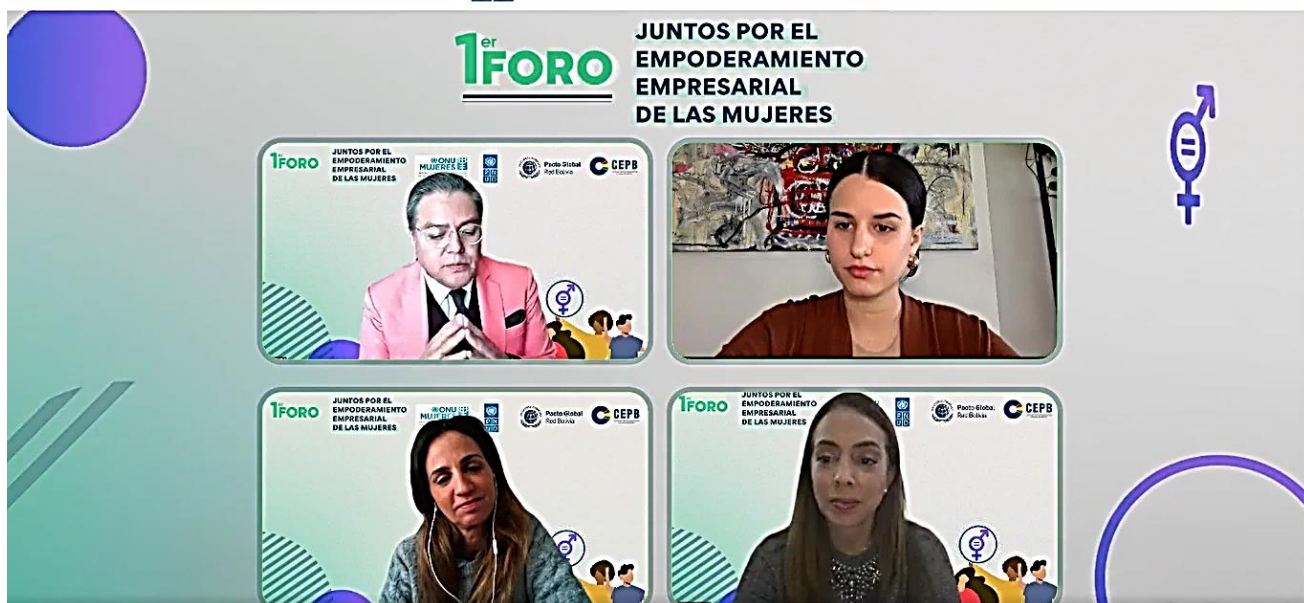 1er FORO
JUNTOS POR EL
EMPODERAMIENTO
EMPRESARIAL
DE LAS MUJERES
1er FORO
JUNTOS POR EL
EMPODERAMIENTO
EMPRESARIAL
DE LAS MUJERES
ONU
MUJERES
PNUD
Pacto Global
Red Bolivia
CEPB
1er FORO
JUNTOS POR EL
EMPODERAMIENTO
EMPRESARIAL
DE LAS MUJERES
ONU
MUJERES
PNUD
Pacto Global
Red Bolivia
CEPB
1er FORO
JUNTOS POR EL
EMPODERAMIENTO
EMPRESARIAL
DE LAS MUJERES
PNUD
Pacto Global
Red Bolivia
CEPB